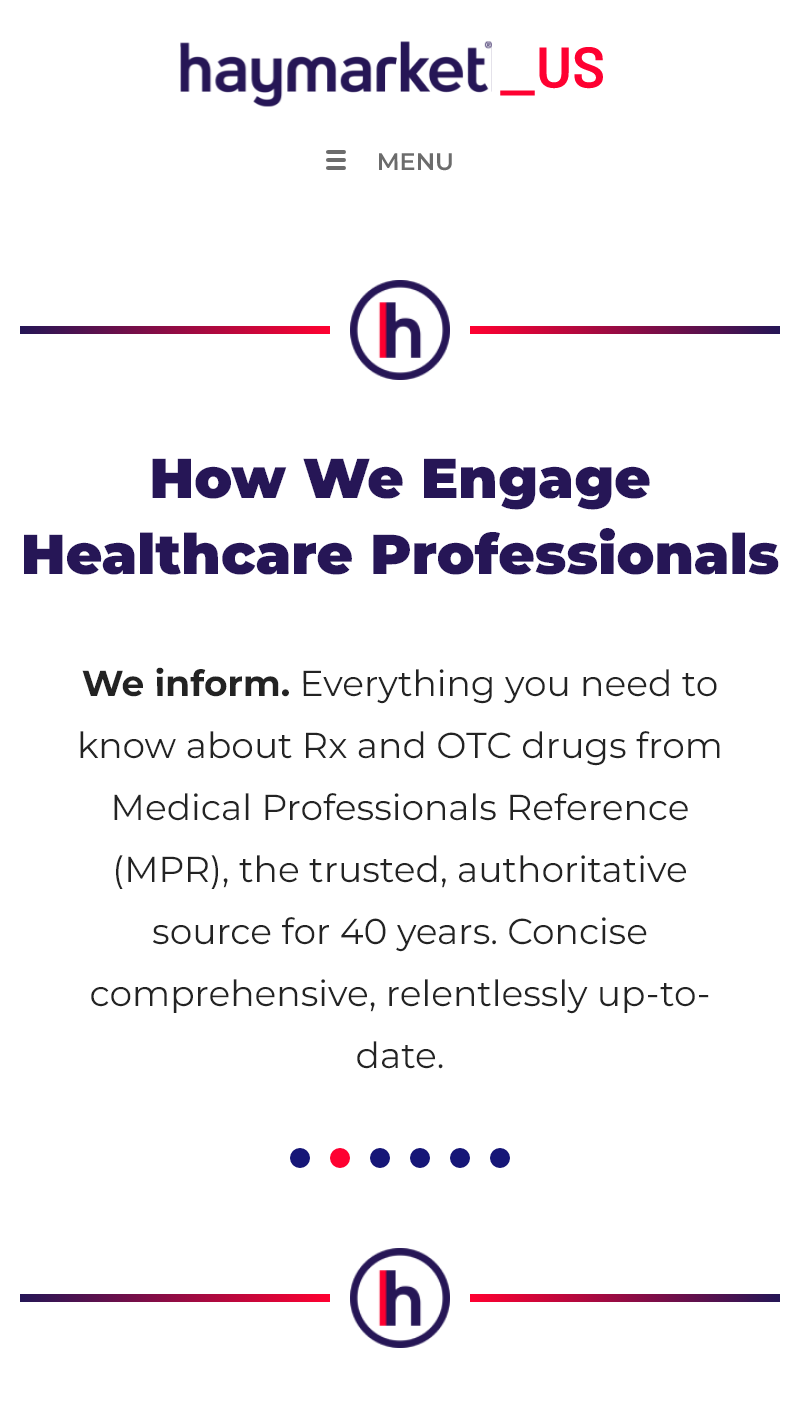 haymarket® _US
☰ MENU
h
How We Engage
Healthcare Professionals
We inform. Everything you need to
know about Rx and OTC drugs from
Medical Professionals Reference
(MPR), the trusted, authoritative
source for 40 years. Concise
comprehensive, relentlessly up-to-
date.
h